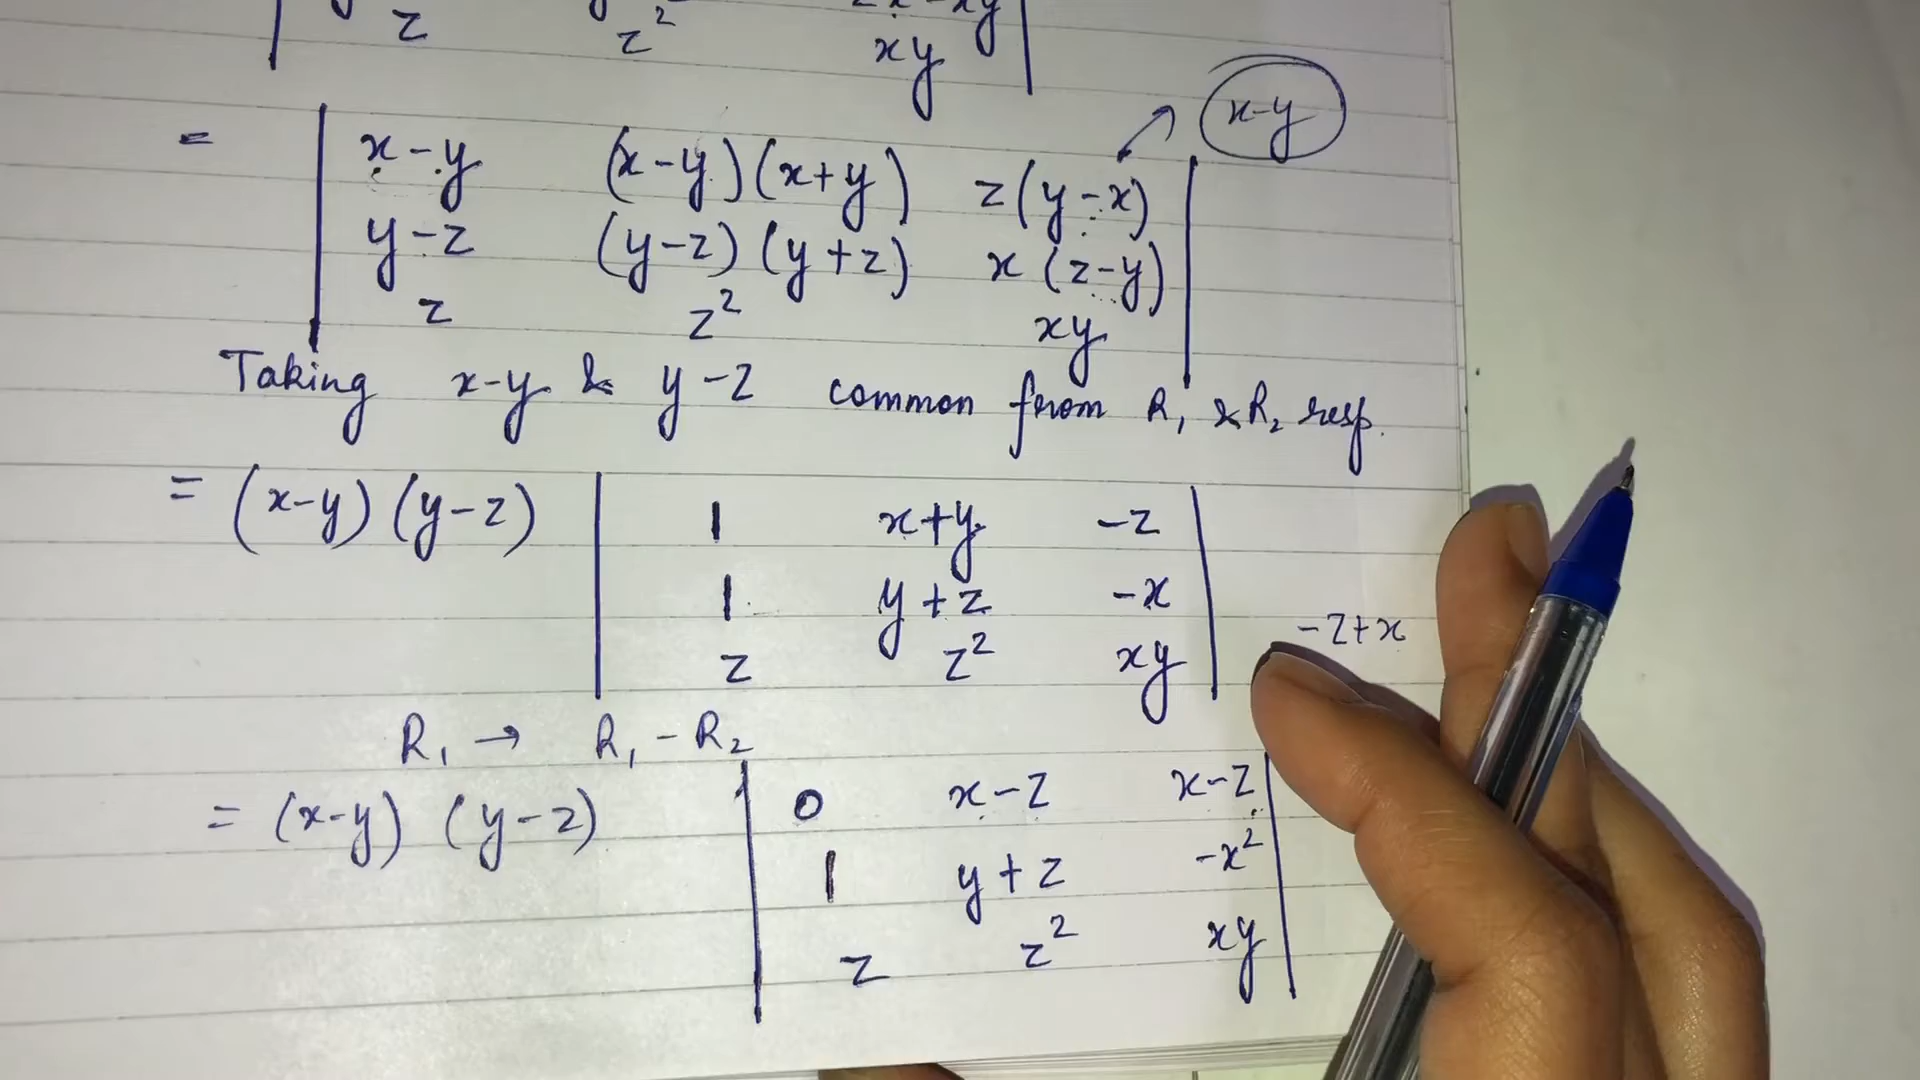 z z² xy
= | x-y (x-y)(x+y) z(y-x) | x-y
| y-z (y-z)(y+z) x(z-y) |
| z z² xy |
Taking x-y & y-z common from R₁ & R₂ resp.
= (x-y)(y-z) | 1 x+y -z |
| 1 y+z -x | -z+x
| z z² xy |
R₁ → R₁ - R₂
= (x-y) (y-z) | 0 x-z x-z |
| 1 y+z -x² |
| z z² xy |